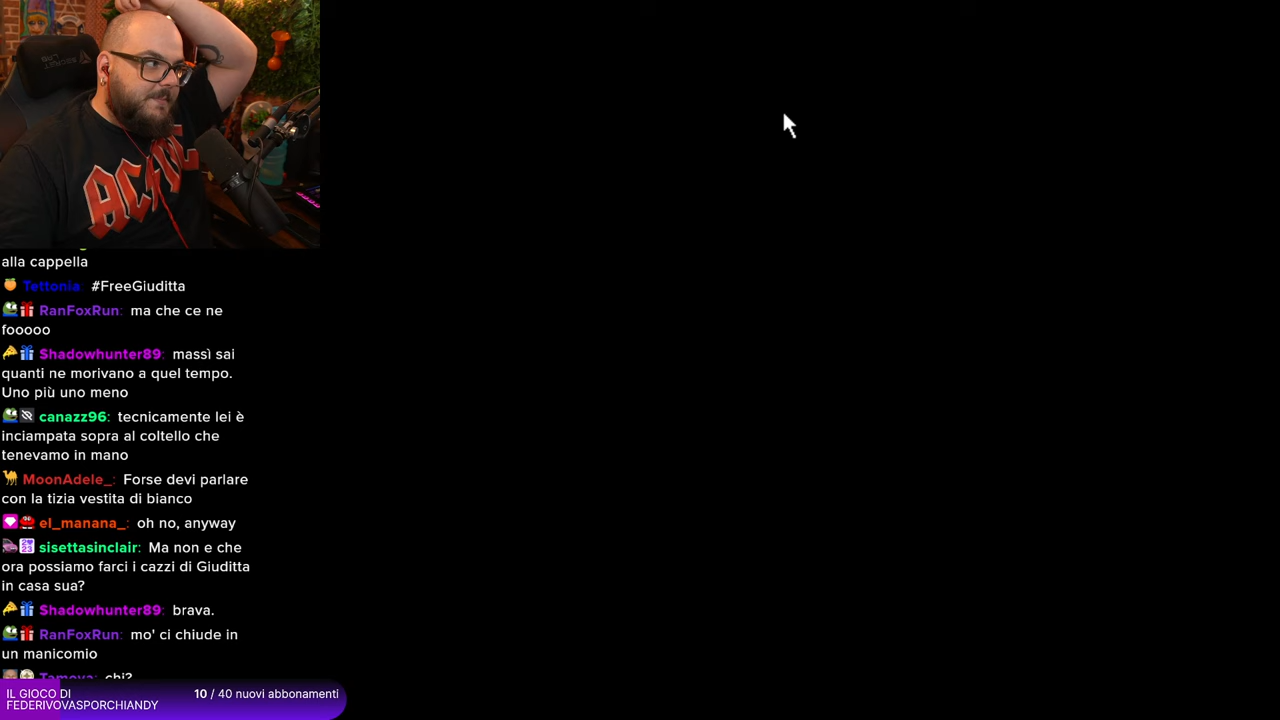 AC/DC
alla cappella
Tettonia: #FreeGiuditta
RanFoxRun: ma che ce ne
fooooo
Shadowhunter89: massì sai
quanti ne morivano a quel tempo.
Uno più uno meno
canazz96: tecnicamente lei è
inciampata sopra al coltello che
tenevamo in mano
MoonAdele_: Forse devi parlare
con la tizia vestita di bianco
el_manana_: oh no, anyway
sisettasinclair: Ma non e che
ora possiamo farci i cazzi di Giuditta
in casa sua?
Shadowhunter89: brava.
RanFoxRun: mo' ci chiude in
un manicomio
chi?
IL GIOCO DI
FEDERIVOVASPORCHIANDY
10 / 40 nuovi abbonamenti